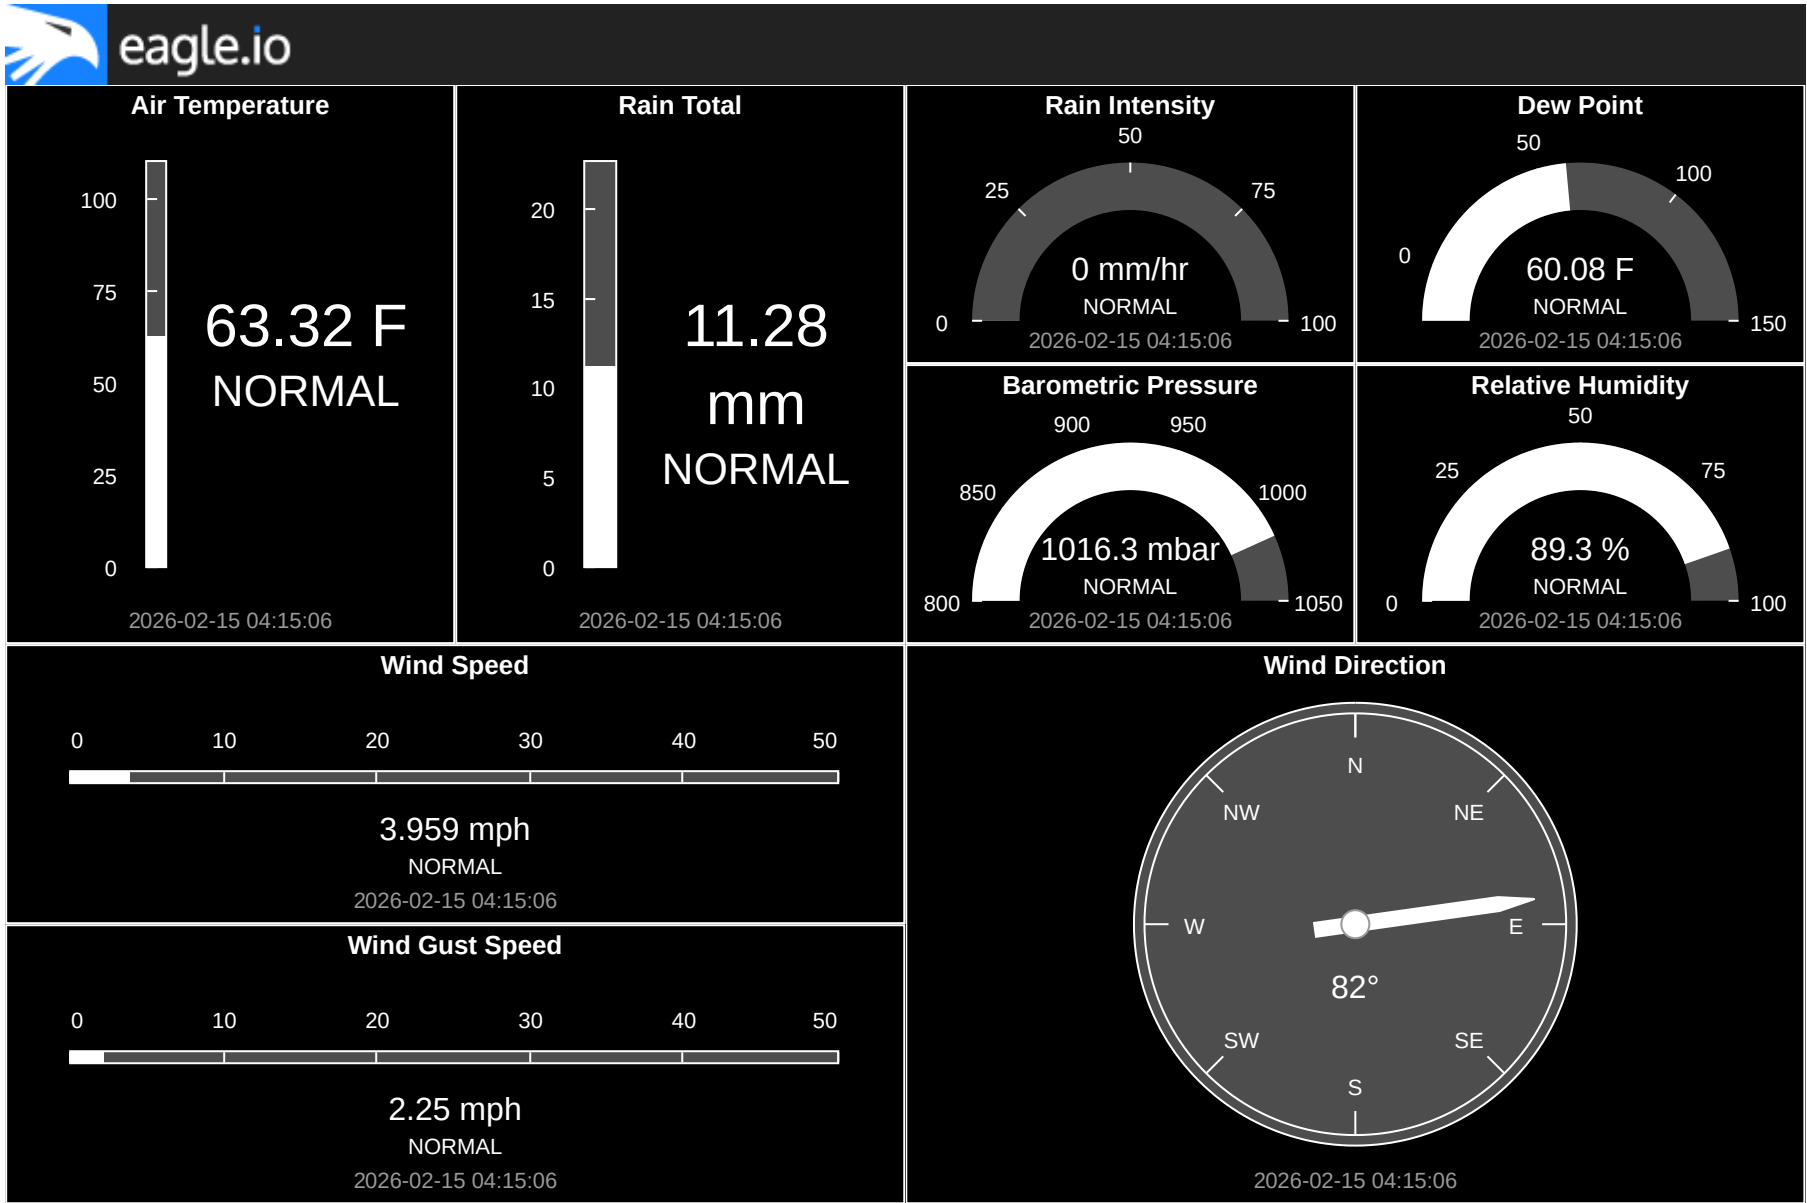 eagle.io
Air Temperature
100
75
50
25
0
63.32 F
NORMAL
2026-02-15 04:15:06
Rain Total
20
15
10
5
0
11.28
mm
NORMAL
2026-02-15 04:15:06
Rain Intensity
0
25
50
75
100
0 mm/hr
NORMAL
2026-02-15 04:15:06
Dew Point
0
50
100
150
60.08 F
NORMAL
2026-02-15 04:15:06
Barometric Pressure
800
850
900
950
1000
1050
1016.3 mbar
NORMAL
2026-02-15 04:15:06
Relative Humidity
0
25
50
75
100
89.3 %
NORMAL
2026-02-15 04:15:06
Wind Speed
0 10 20 30 40 50
3.959 mph
NORMAL
2026-02-15 04:15:06
Wind Gust Speed
0 10 20 30 40 50
2.25 mph
NORMAL
2026-02-15 04:15:06
Wind Direction
N
NW NE
W E
82°
SW SE
S
2026-02-15 04:15:06